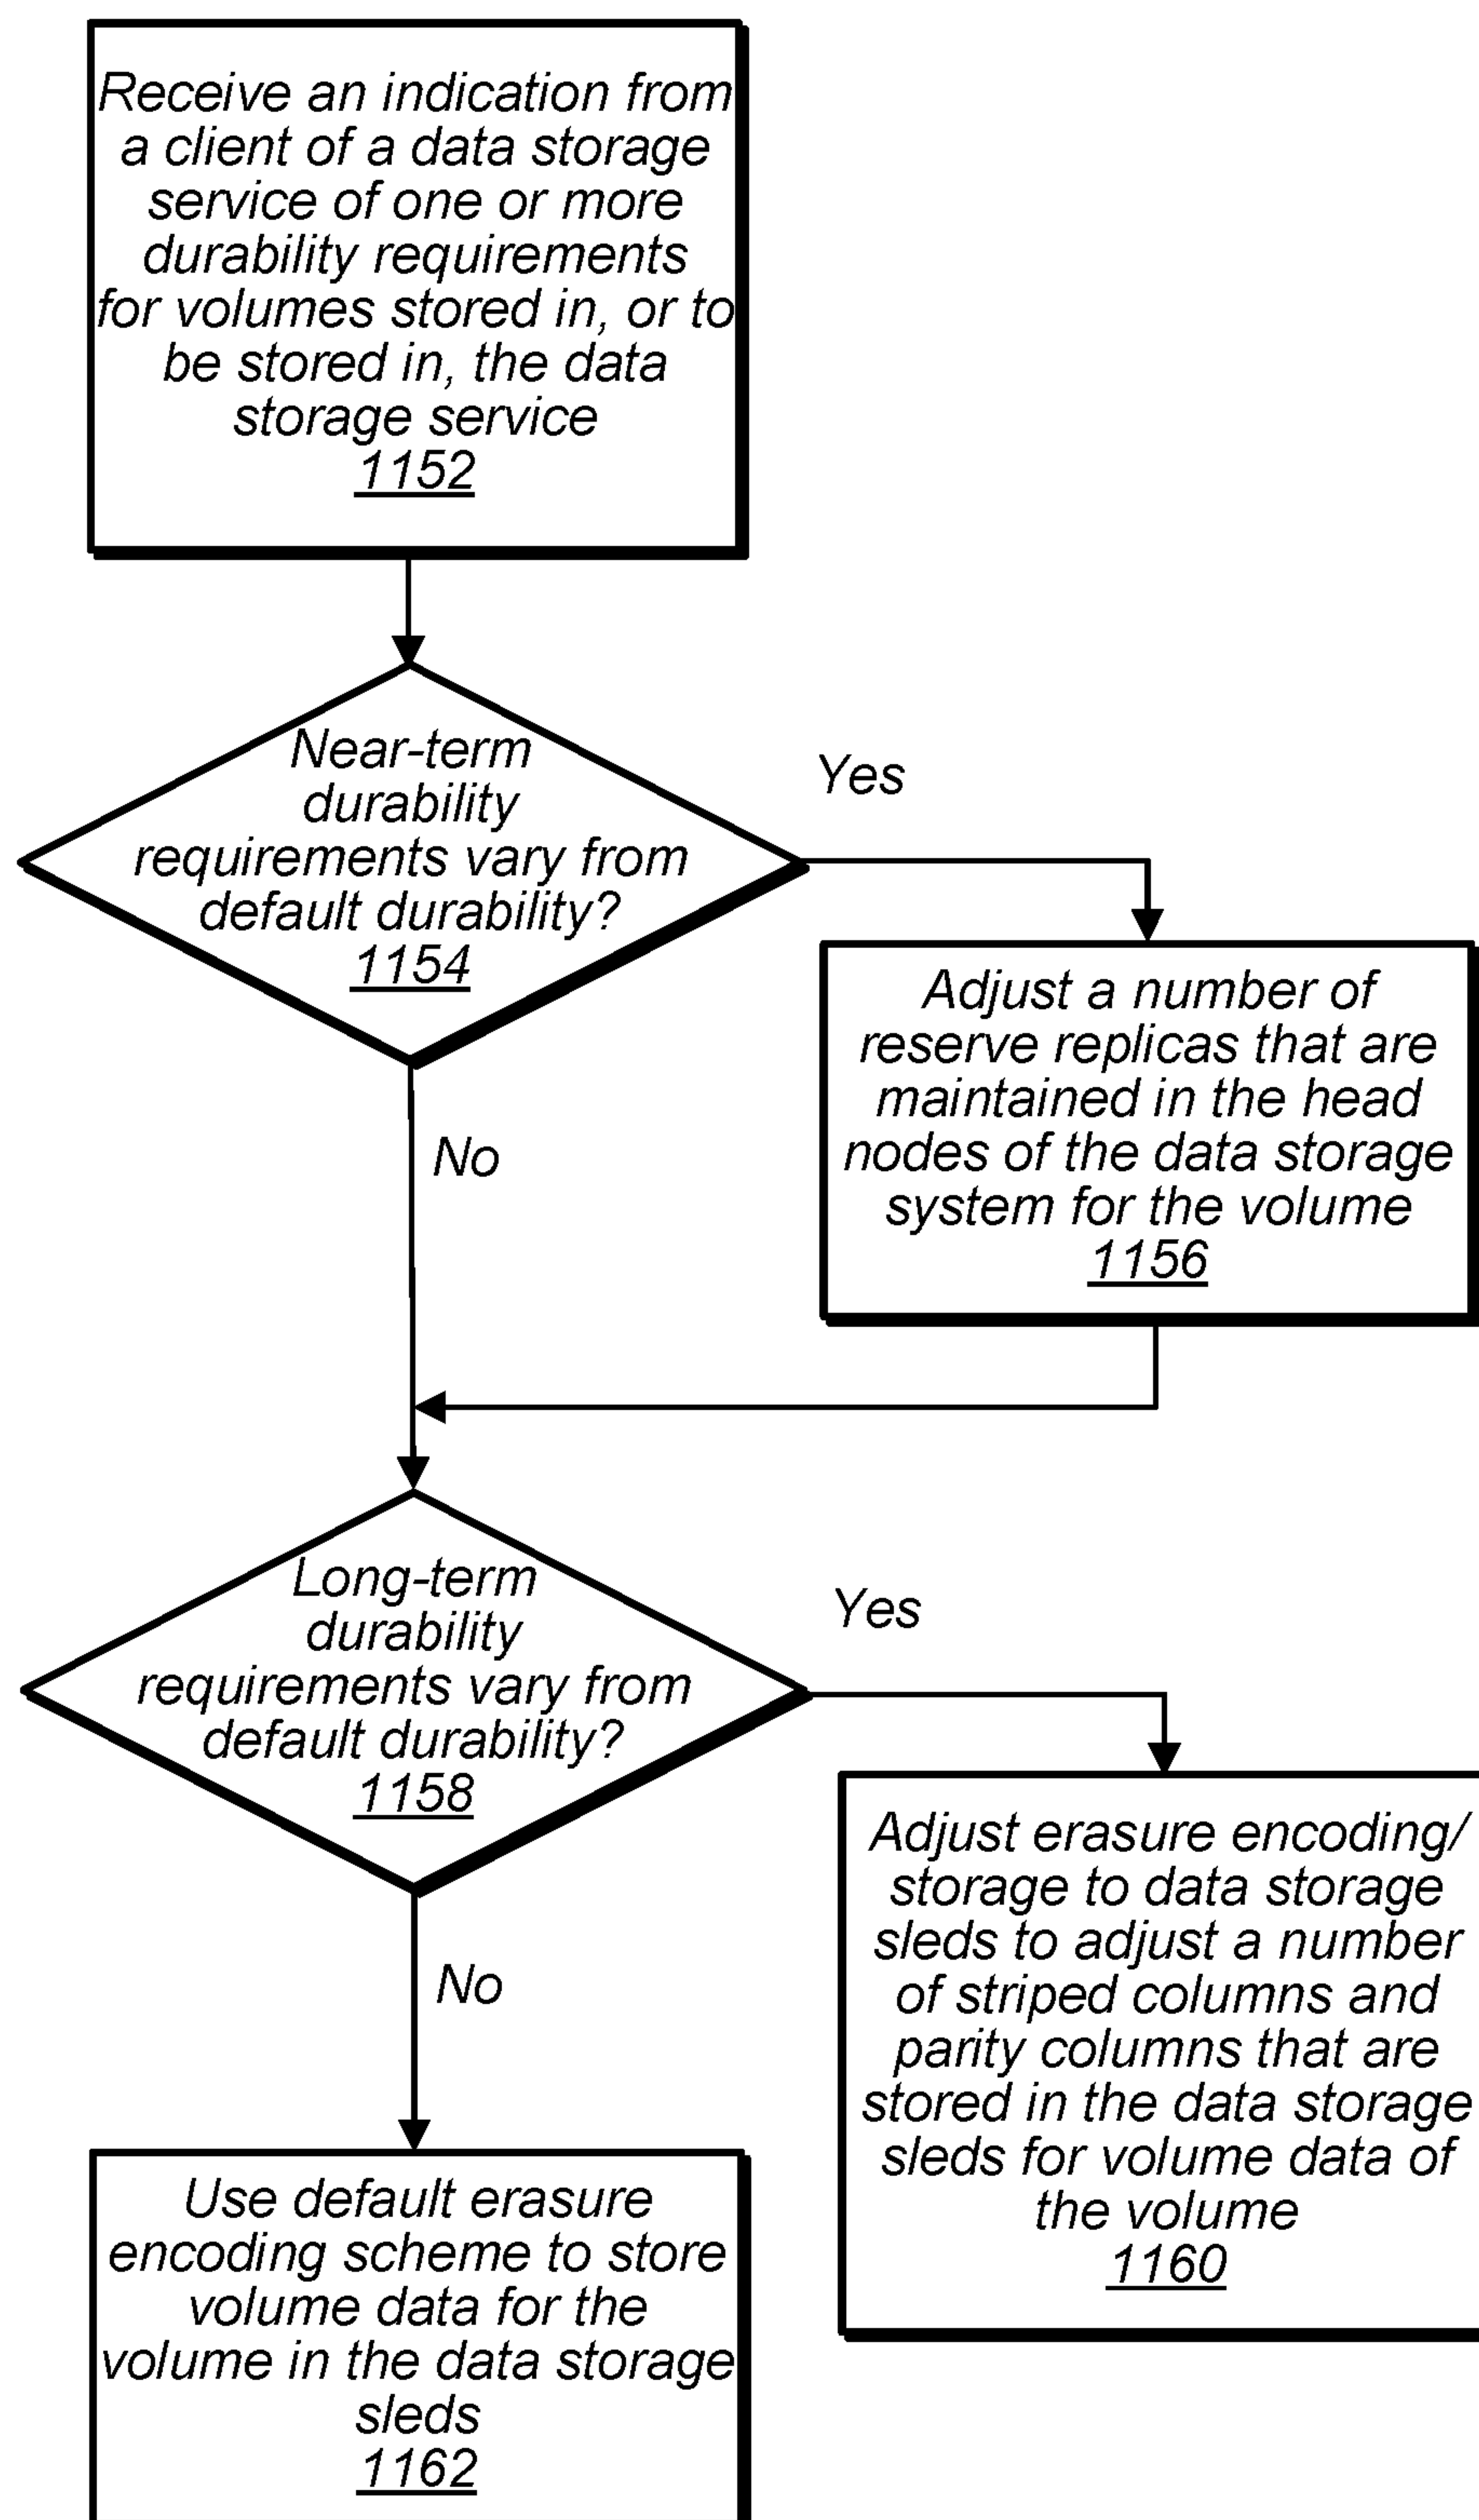 Receive an indication from
a client of a data storage
service of one or more
durability requirements
for volumes stored in, or to
be stored in, the data
storage service
1152
Near-term
durability
requirements vary from
default durability?
1154
Yes
Adjust a number of
reserve replicas that are
maintained in the head
nodes of the data storage
system for the volume
1156
No
Long-term
durability
requirements vary from
default durability?
1158
Yes
Adjust erasure encoding/
storage to data storage
sleds to adjust a number
of striped columns and
parity columns that are
stored in the data storage
sleds for volume data of
the volume
1160
No
Use default erasure
encoding scheme to store
volume data for the
volume in the data storage
sleds
1162